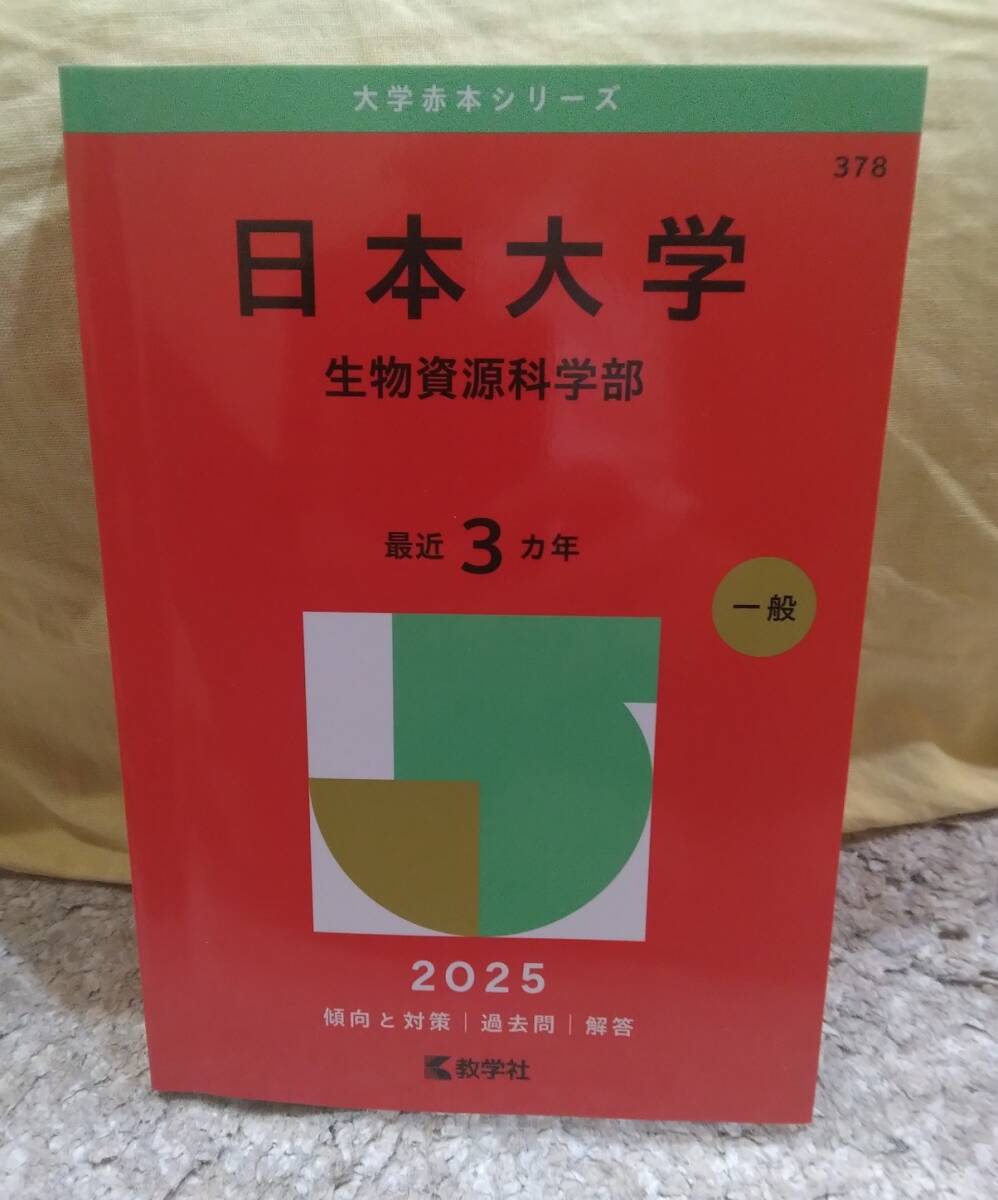 大学赤本シリーズ
378
日本大学
生物資源科学部
最近3カ年
一般
2025
傾向と対策|過去問|解答
教学社